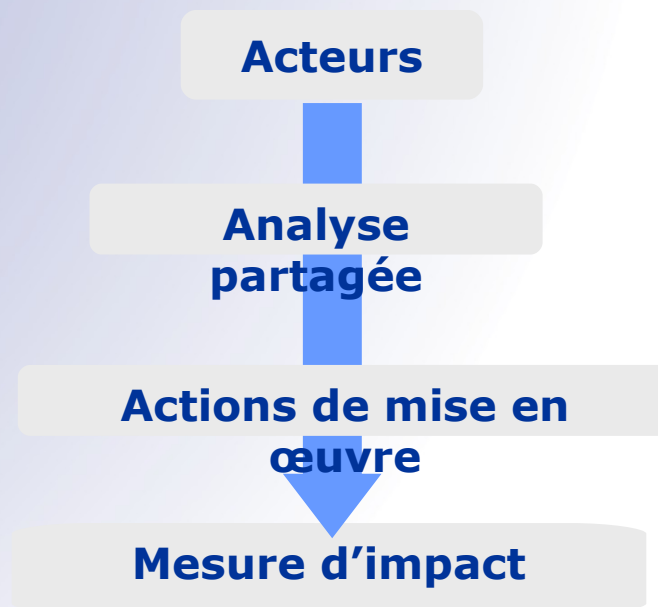 Acteurs
Analyse
partagée
Actions de mise en
œuvre
Mesure d’impact